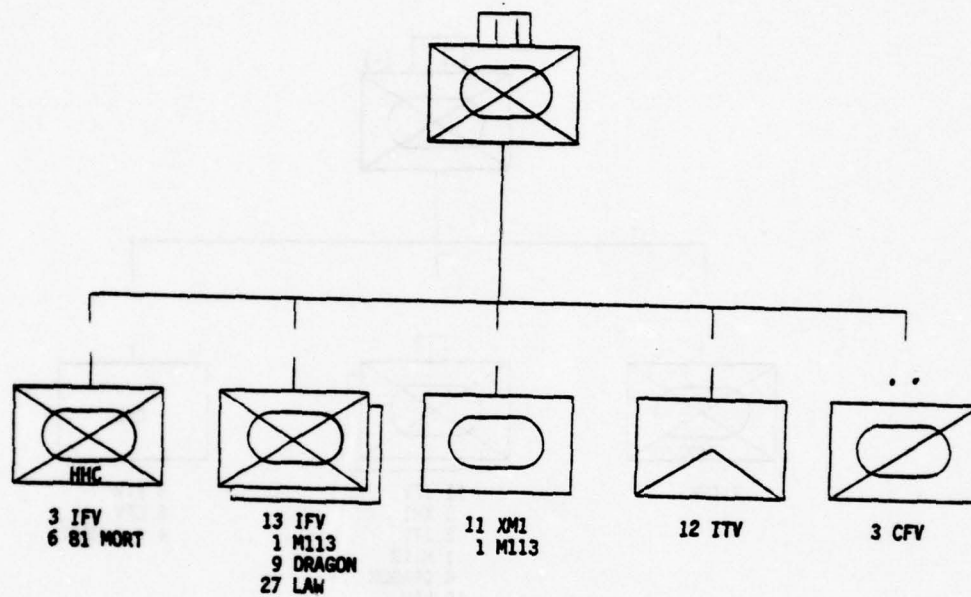 HHC
3 IFV
6 81 MORT
13 IFV
1 M113
9 DRAGON
27 LAW
11 XM1
1 M113
12 ITV
3 CFV